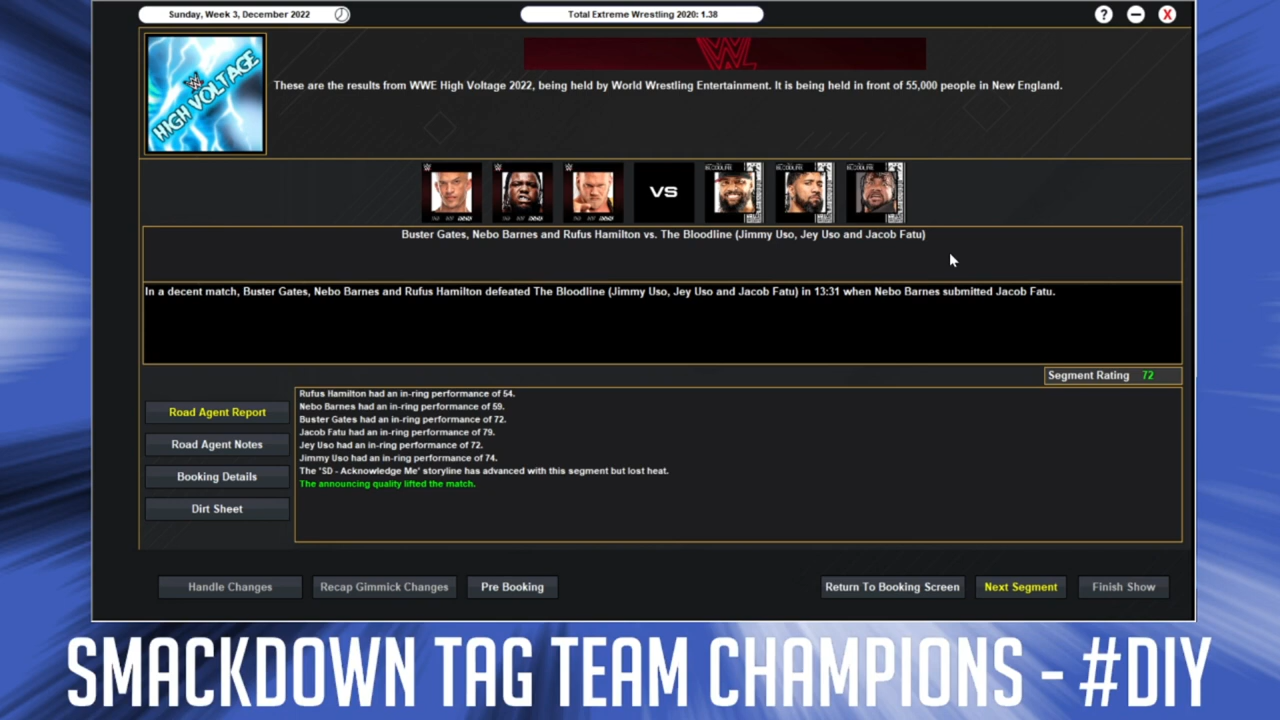 Sunday, Week 3, December 2022
Total Extreme Wrestling 2020: 1.38
?
X
HIGH VOLTAGE
These are the results from WWE High Voltage 2022, being held by World Wrestling Entertainment. It is being held in front of 55,000 people in New England.
VS
Buster Gates, Nebo Barnes and Rufus Hamilton vs. The Bloodline (Jimmy Uso, Jey Uso and Jacob Fatu)
In a decent match, Buster Gates, Nebo Barnes and Rufus Hamilton defeated The Bloodline (Jimmy Uso, Jey Uso and Jacob Fatu) in 13:31 when Nebo Barnes submitted Jacob Fatu.
Segment Rating 72
Road Agent Report
Road Agent Notes
Booking Details
Dirt Sheet
Rufus Hamilton had an in-ring performance of 54.
Nebo Barnes had an in-ring performance of 59.
Buster Gates had an in-ring performance of 72.
Jacob Fatu had an in-ring performance of 79.
Jey Uso had an in-ring performance of 72.
Jimmy Uso had an in-ring performance of 74.
The 'SD - Acknowledge Me' storyline has advanced with this segment but lost heat.
The announcing quality lifted the match.
Handle Changes
Recap Gimmick Changes
Pre Booking
Return To Booking Screen
Next Segment
Finish Show
SMACKDOWN TAG TEAM CHAMPIONS - #DIY